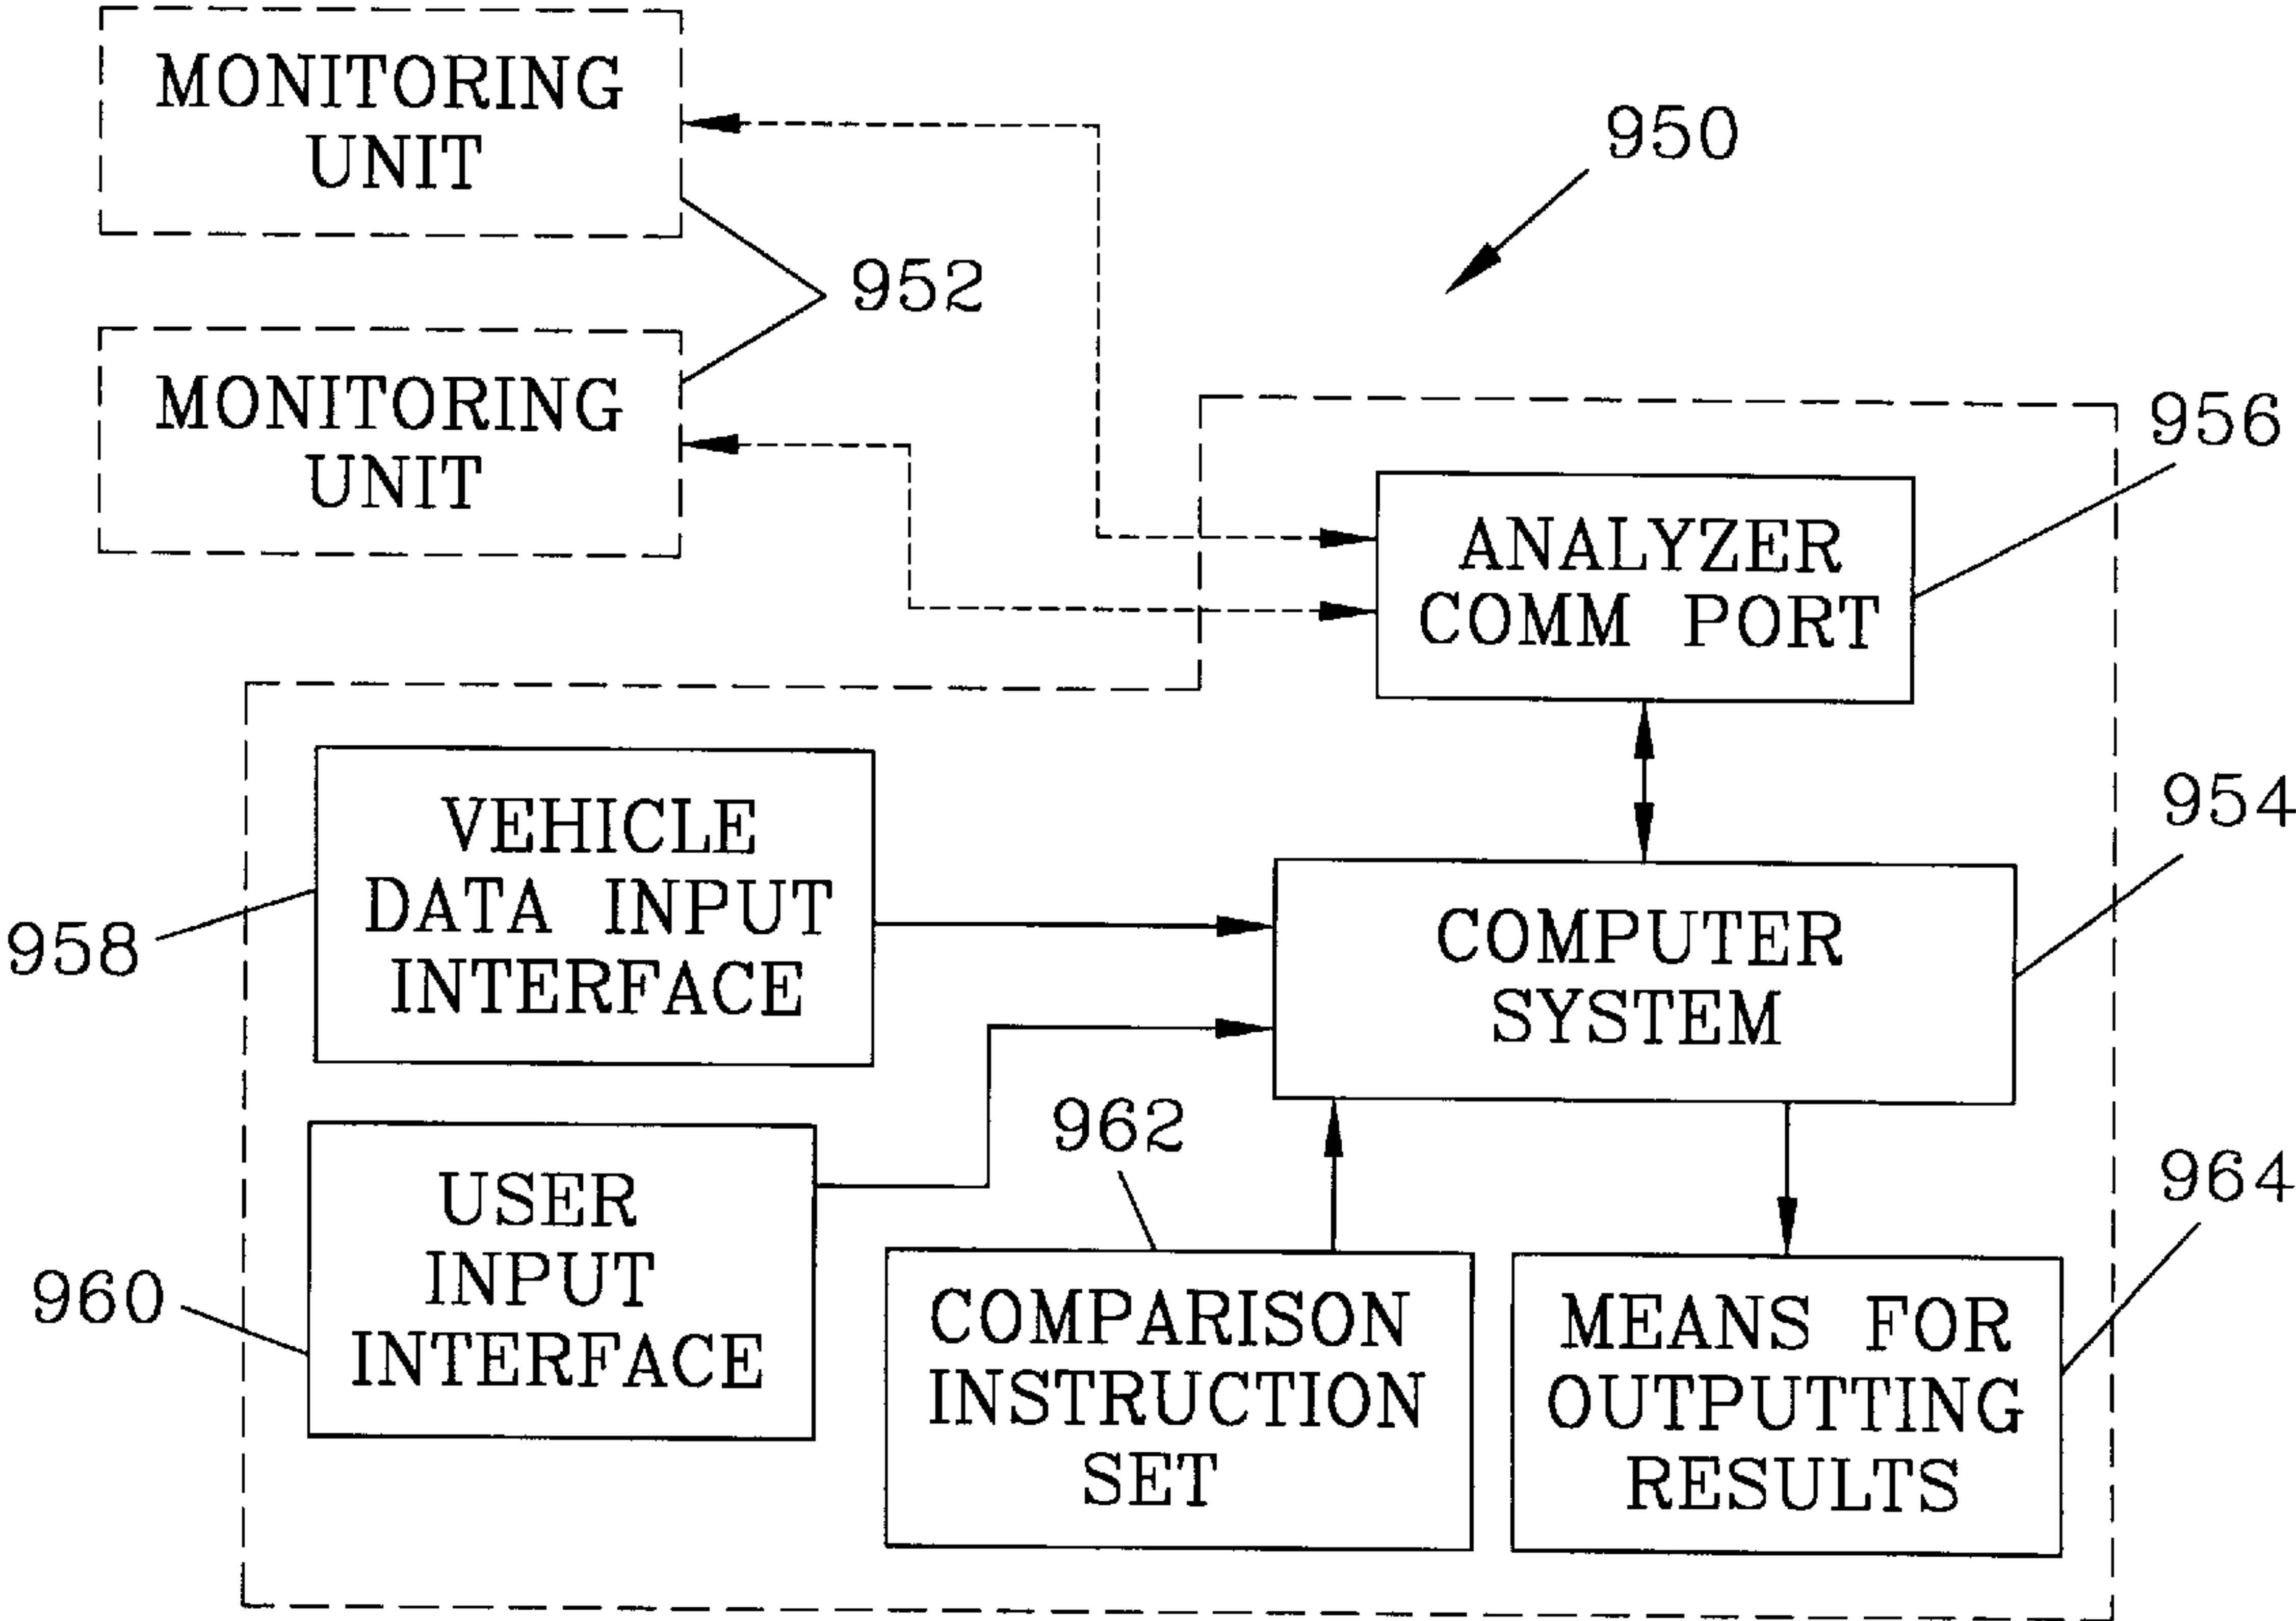 MONITORING
UNIT
950
952
MONITORING
UNIT
956
ANALYZER
COMM PORT
954
VEHICLE
DATA INPUT
INTERFACE
958
COMPUTER
SYSTEM
962
964
USER
INPUT
INTERFACE
960
COMPARISON
INSTRUCTION
SET
MEANS FOR
OUTPUTTING
RESULTS